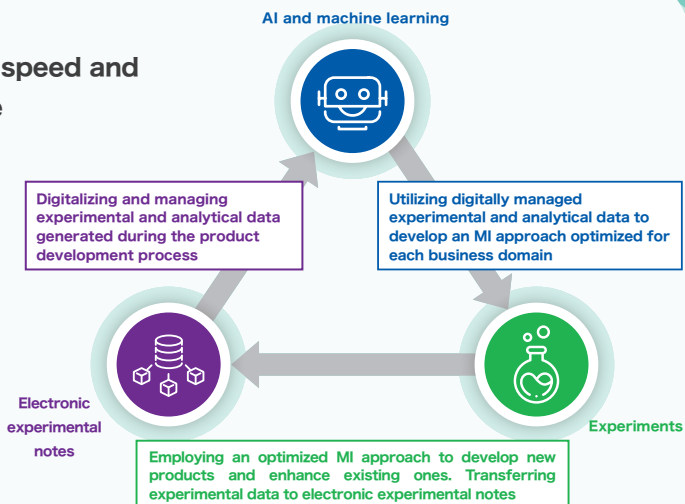 AI and machine learning
speed and
Digitalizing and managing
experimental and analytical data
generated during the product
development process
Utilizing digitally managed
experimental and analytical data to
develop an MI approach optimized for
each business domain
Electronic
experimental
notes
Experiments
Employing an optimized MI approach to develop new
products and enhance existing ones. Transferring
experimental data to electronic experimental notes